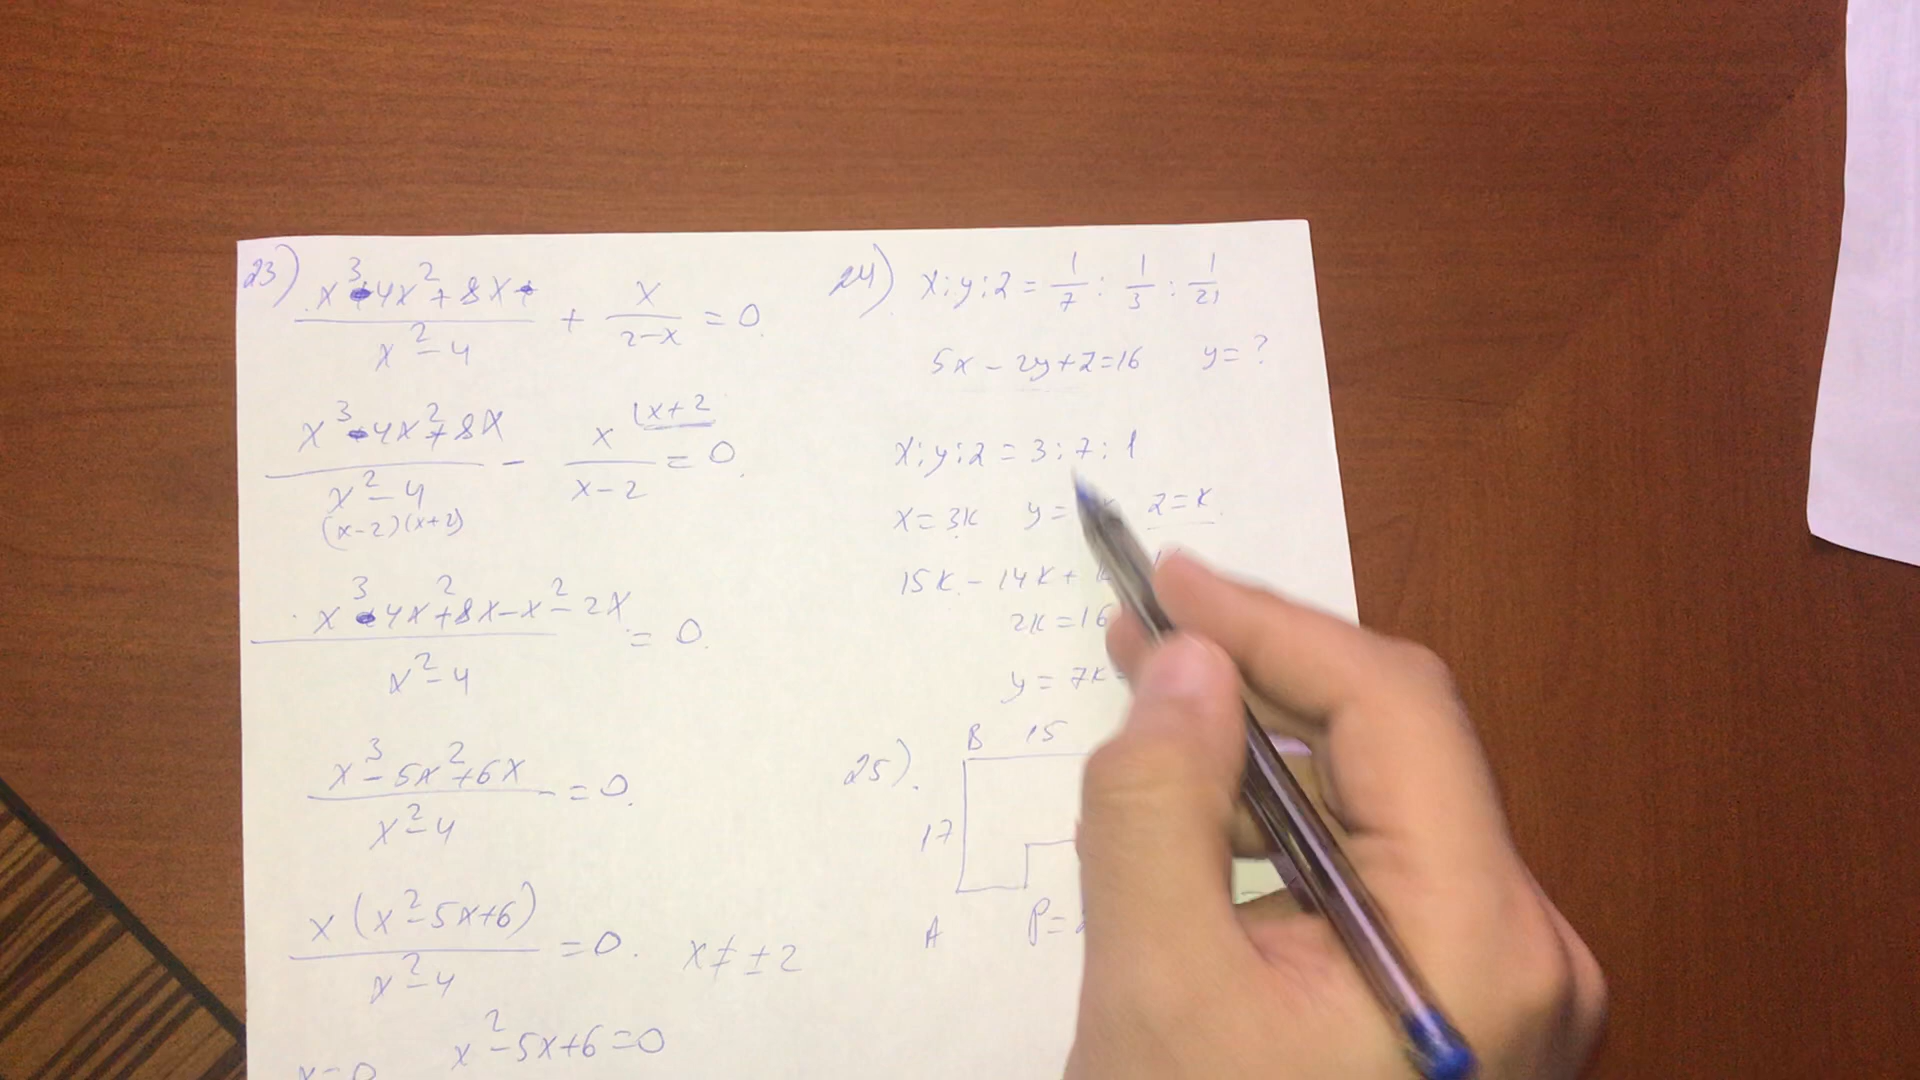 23) x³-4x²+8x / x²-4 + x / 2-x = 0.
x³-4x²+8x / x²-4 - x / x-2 = 0.
(x+2
(x-2)(x+2)
x³-4x²+8x-x²-2x / x²-4 = 0.
x³-5x²+6x / x²-4 = 0.
x(x²-5x+6) / x²-4 = 0. x≠±2
x²-5x+6=0
x=0
24) x:y:z = 1/7 : 1/3 : 1/21
5x-2y+z=16 y=?
x:y:z = 3:7:1
x=3k y= z=k
15k-14k+
2k=16
y=7k
25).
B 15
17
A P=